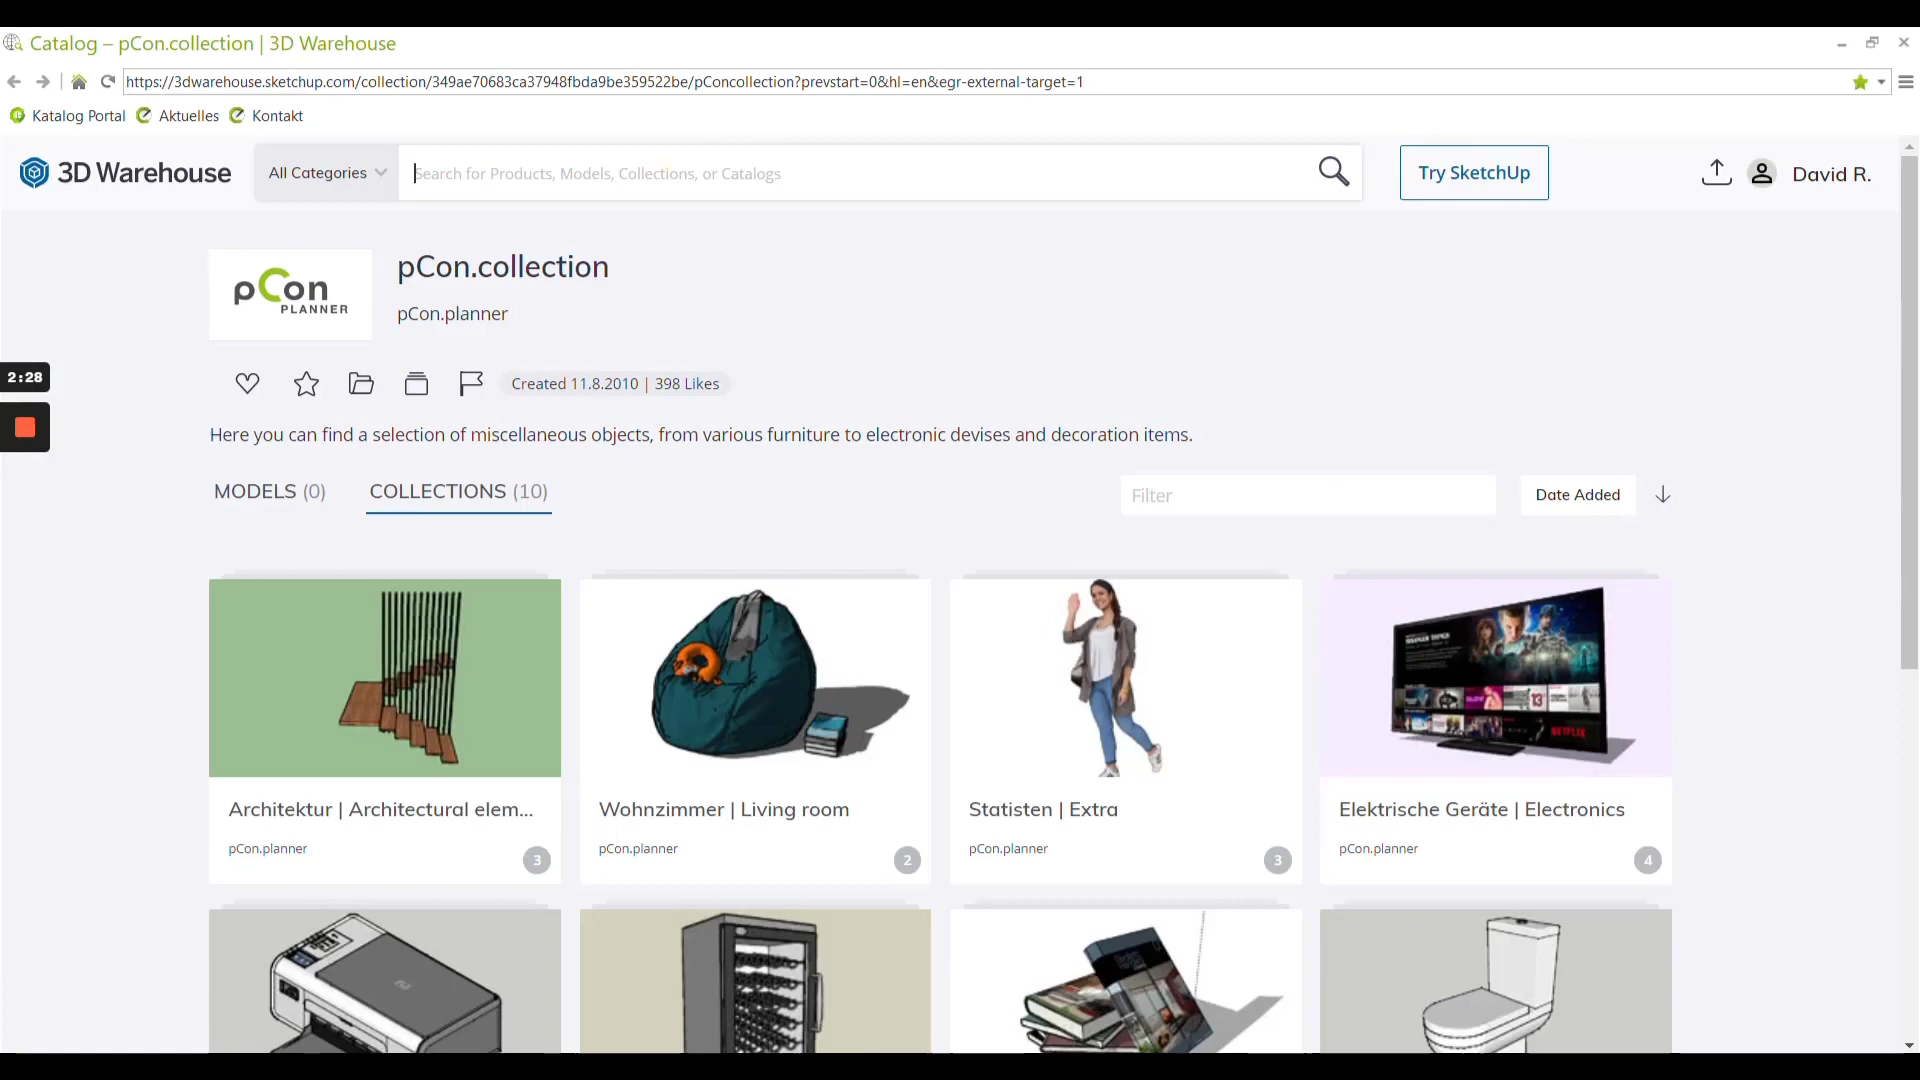 Catalog – pCon.collection | 3D Warehouse
https://3dwarehouse.sketchup.com/collection/349ae70683ca37948fbda9be359522be/pConcollection?prevstart=0&hl=en&egr-external-target=1
Katalog Portal Aktuelles Kontakt
3D Warehouse All Categories Search for Products, Models, Collections, or Catalogs Try SketchUp David R.
pCon.collection
pCon
PLANNER
pCon.planner
2:28
Created 11.8.2010 | 398 Likes
Here you can find a selection of miscellaneous objects, from various furniture to electronic devises and decoration items.
MODELS (0) COLLECTIONS (10) Filter Date Added
STRANGER THINGS
NETFLIX
Architektur | Architectural elem... Wohnzimmer | Living room Statisten | Extra Elektrische Geräte | Electronics
pCon.planner pCon.planner pCon.planner pCon.planner
3 2 3 4